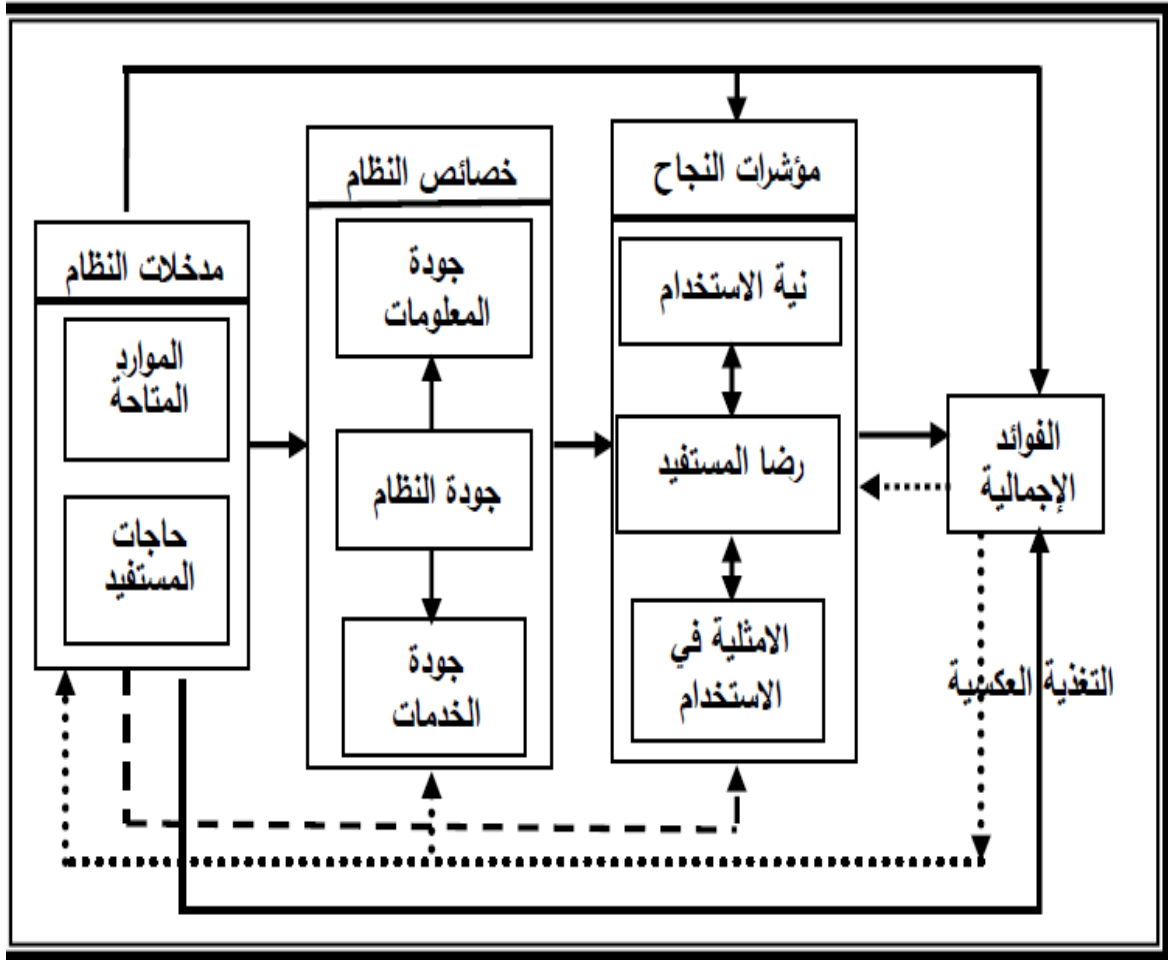 مؤشرات النجاح
خصائص النظام
مدخلات النظام
نية الاستخدام
رضا المستفيد
الامثلية في
الاستخدام
جودة
المعلومات
جودة النظام
جودة
الخدمات
الموارد
المتاحة
حاجات
المستفيد
الفوائد
الإجمالية
التغذية العكسية